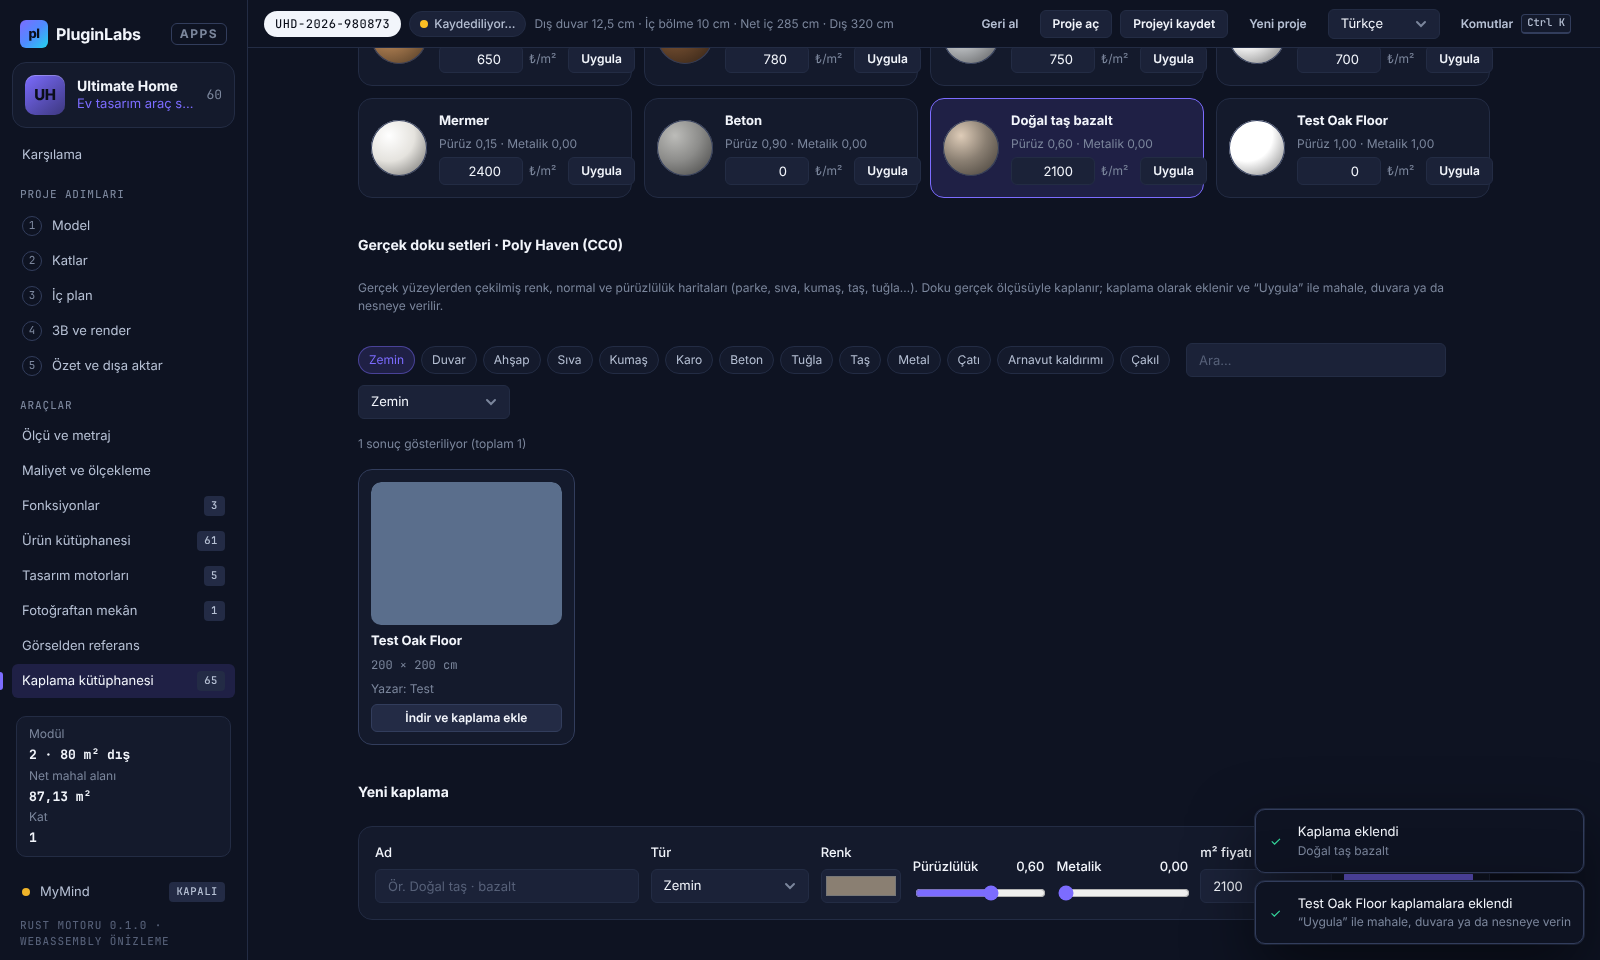 pl PluginLabs APPS
UH Ultimate Home 60
Ev tasarım araç s...
Karşılama
PROJE ADIMLARI
1 Model
2 Katlar
3 İç plan
4 3B ve render
5 Özet ve dışa aktar
ARAÇLAR
Ölçü ve metraj
Maliyet ve ölçekleme
Fonksiyonlar 3
Ürün kütüphanesi 61
Tasarım motorları 5
Fotoğraftan mekân 1
Görselden referans
Kaplama kütüphanesi 65
Modül
2 · 80 m² dış
Net mahal alanı
87,13 m²
Kat
1
MyMind KAPALI
RUST MOTORU 0.1.0 ·
WEBASSEMBLY ÖNİZLEME
UHD-2026-980873 Kaydediliyor... Dış duvar 12,5 cm · İç bölme 10 cm · Net iç 285 cm · Dış 320 cm Geri al Proje aç Projeyi kaydet Yeni proje Türkçe Komutlar Ctrl K
650 ₺/m² Uygula 780 ₺/m² Uygula 750 ₺/m² Uygula 700 ₺/m² Uygula
Mermer
Pürüz 0,15 · Metalik 0,00
2400 ₺/m² Uygula
Beton
Pürüz 0,90 · Metalik 0,00
0 ₺/m² Uygula
Doğal taş bazalt
Pürüz 0,60 · Metalik 0,00
2100 ₺/m² Uygula
Test Oak Floor
Pürüz 1,00 · Metalik 1,00
0 ₺/m² Uygula
Gerçek doku setleri · Poly Haven (CC0)
Gerçek yüzeylerden çekilmiş renk, normal ve pürüzlülük haritaları (parke, sıva, kumaş, taş, tuğla…). Doku gerçek ölçüsüyle kaplanır; kaplama olarak eklenir ve “Uygula” ile mahale, duvara ya da
nesneye verilir.
Zemin Duvar Ahşap Sıva Kumaş Karo Beton Tuğla Taş Metal Çatı Arnavut kaldırımı Çakıl Ara...
Zemin
1 sonuç gösteriliyor (toplam 1)
Test Oak Floor
200 × 200 cm
Yazar: Test
İndir ve kaplama ekle
Yeni kaplama
Ad Tür Renk Pürüzlülük 0,60 Metalik 0,00 m² fiyatı
Ör. Doğal taş · bazalt Zemin 2100
Kaplama eklendi
Doğal taş bazalt
Test Oak Floor kaplamalara eklendi
“Uygula” ile mahale, duvara ya da nesneye verin